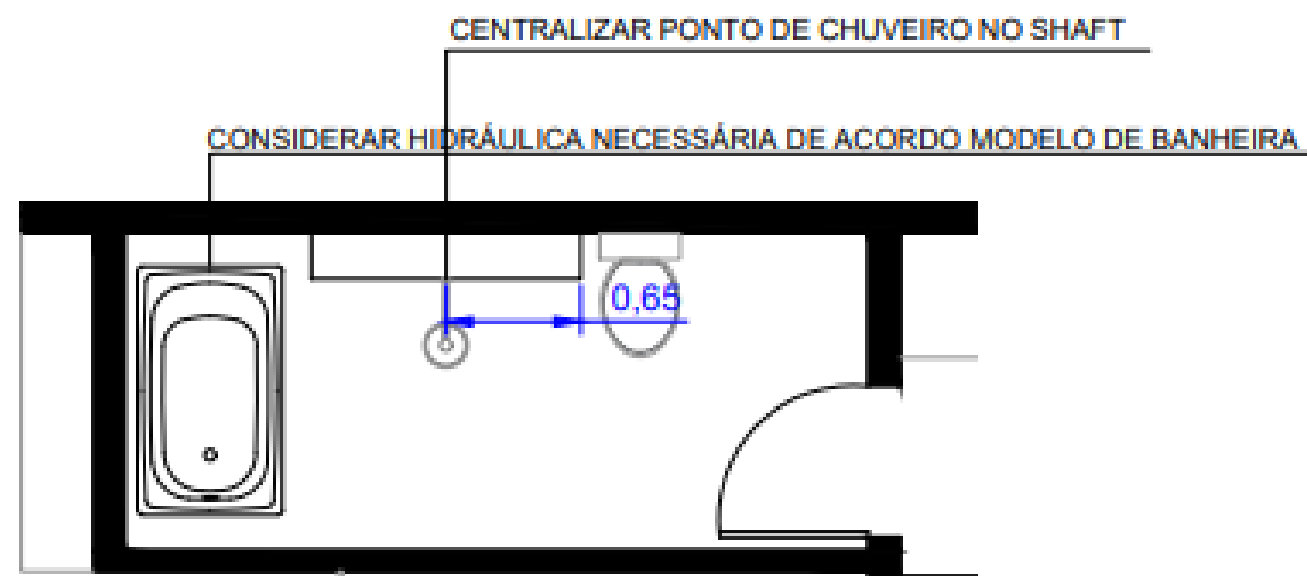 CENTRALIZAR PONTO DE CHUVEIRO NO SHAFT
CONSIDERAR HIDRÁULICA NECESSÁRIA DE ACORDO MODELO DE BANHEIRA
0,65